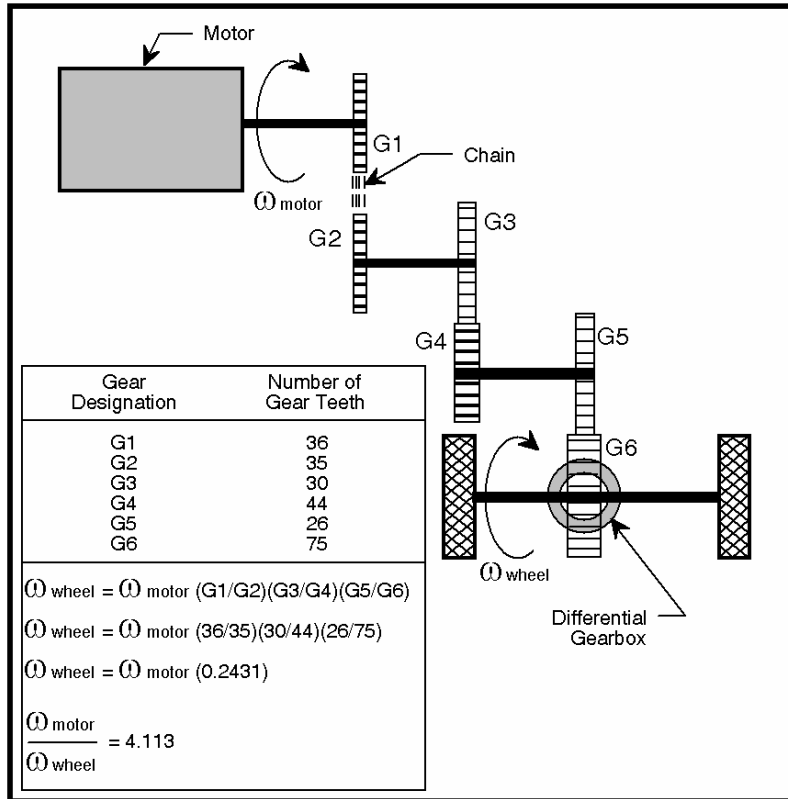 Motor
G1
Chain
ω motor
G2
G3
G4
G5
G6
ω wheel
Differential
Gearbox
Gear Number of
Designation Gear Teeth
G1 36
G2 35
G3 30
G4 44
G5 26
G6 75
ω wheel = ω motor (G1/G2)(G3/G4)(G5/G6)
ω wheel = ω motor (36/35)(30/44)(26/75)
ω wheel = ω motor (0.2431)
ω motor
= 4.113
ω wheel